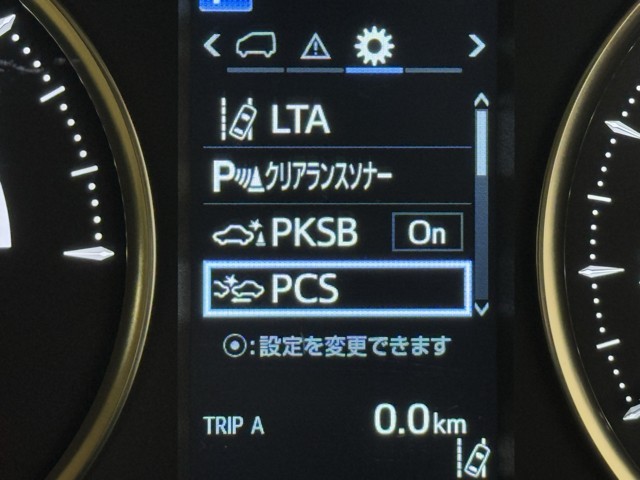 LTA
Pクリアランスソナー
PKSB On
PCS
:設定を変更できます
TRIP A 0.0km